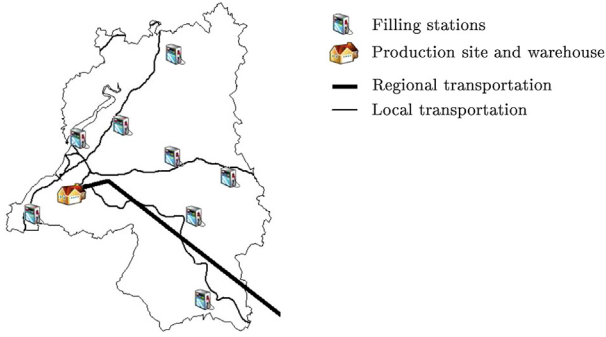 Filling stations
Production site and warehouse
Regional transportation
Local transportation